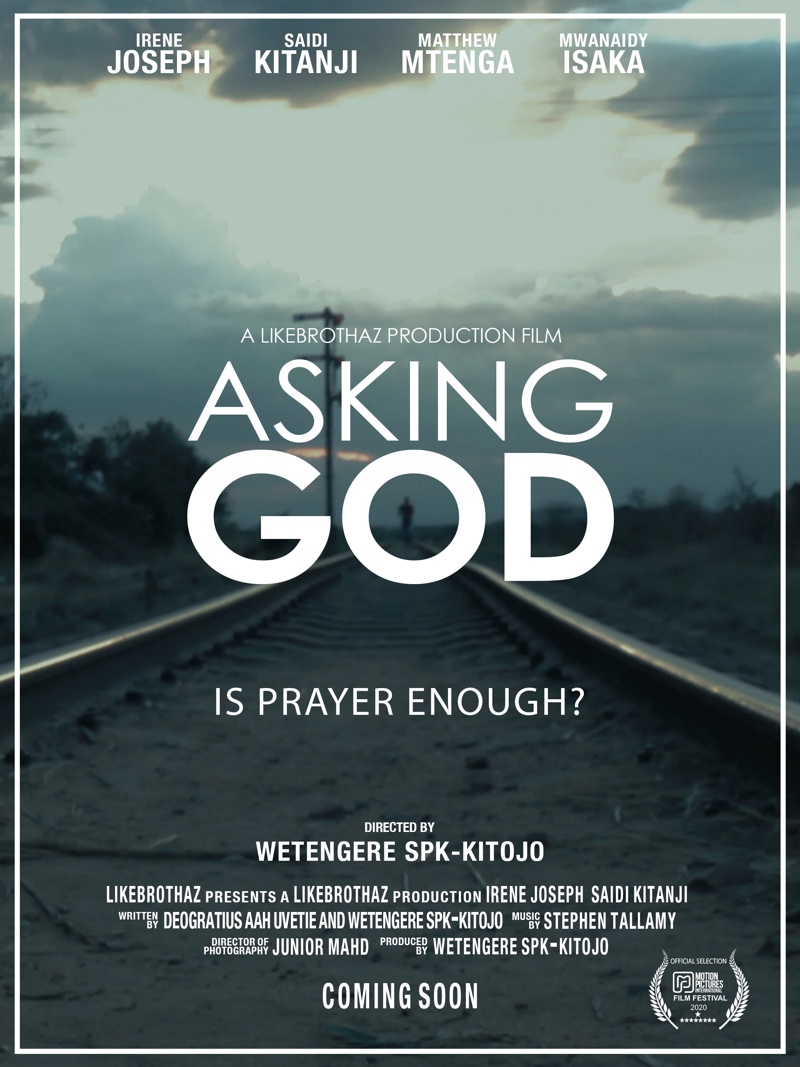 IRENE JOSEPH
SAIDI KITANJI
MATTHEW MTENGA
MWANAIDY ISAKA
A LIKEBROTHAZ PRODUCTION FILM
ASKING
GOD
IS PRAYER ENOUGH?
DIRECTED BY
WETENGERE SPK-KITOJO
LIKEBROTHAZ PRESENTS A LIKEBROTHAZ PRODUCTION IRENE JOSEPH SAIDI KITANJI
WRITTEN BY DEOGRATIUS AAH UVETIE AND WETENGERE SPK-KITOJO MUSIC BY STEPHEN TALLAMY
DIRECTOR OF PHOTOGRAPHY JUNIOR MAHD PRODUCED BY WETENGERE SPK-KITOJO
COMING SOON
OFFICIAL SELECTION
MOTION
PICTURES
INTERNATIONAL
FILM FESTIVAL
2020